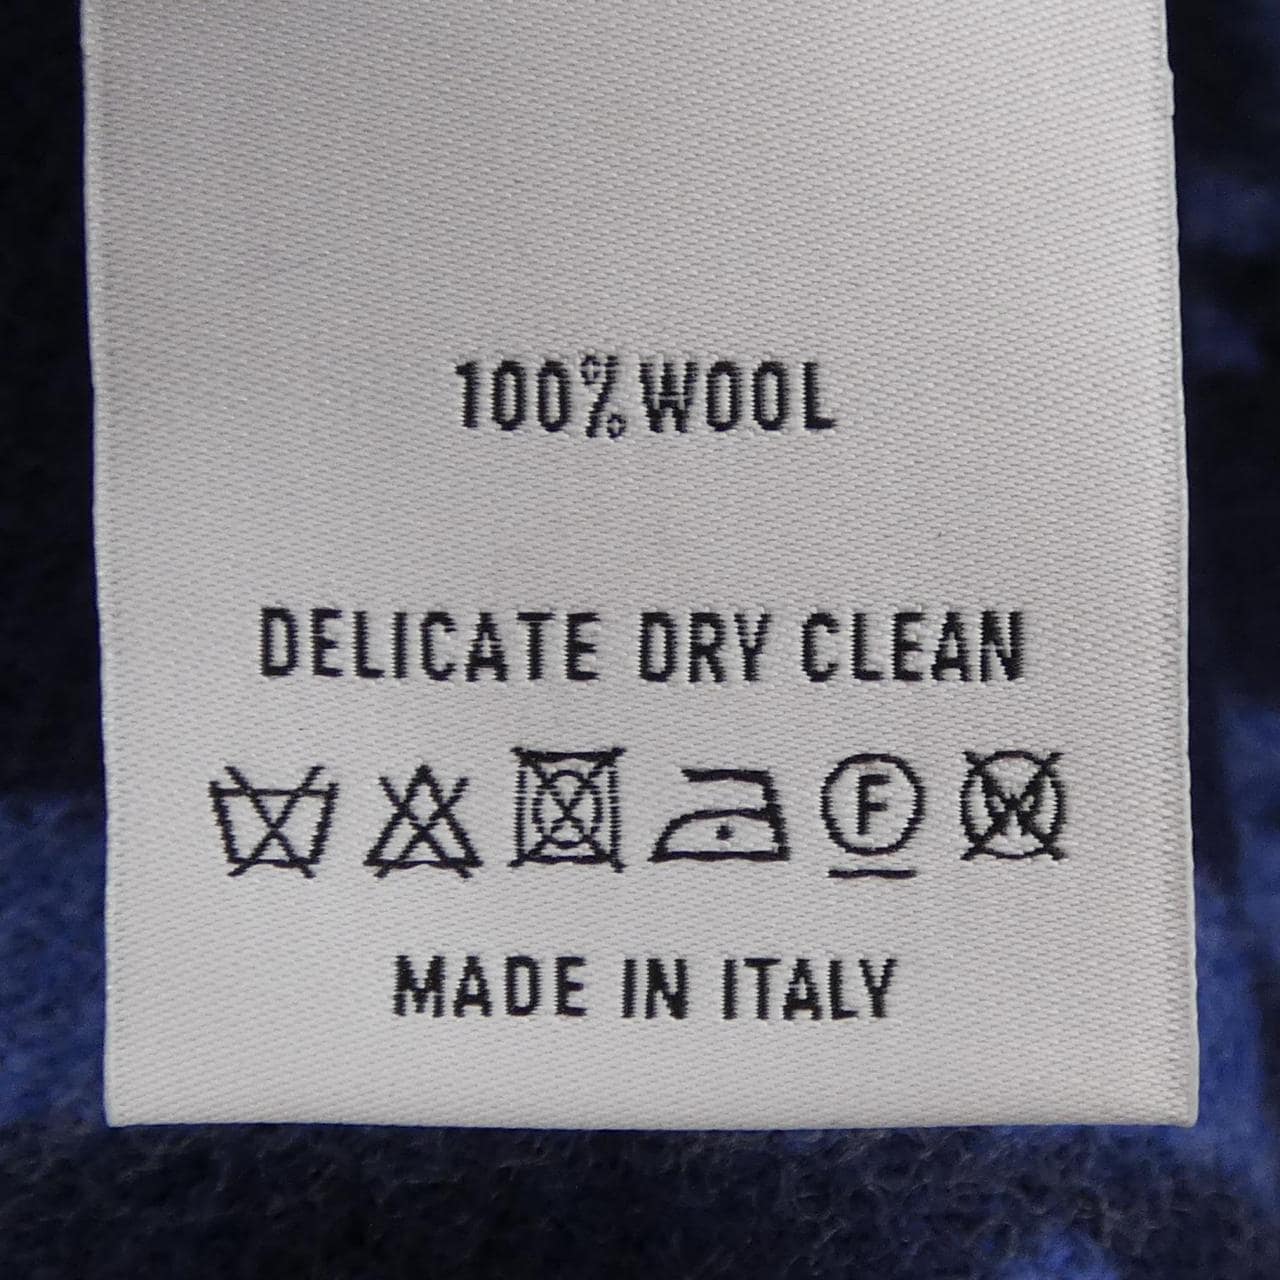 100% WOOL
DELICATE DRY CLEAN
F W
MADE IN ITALY